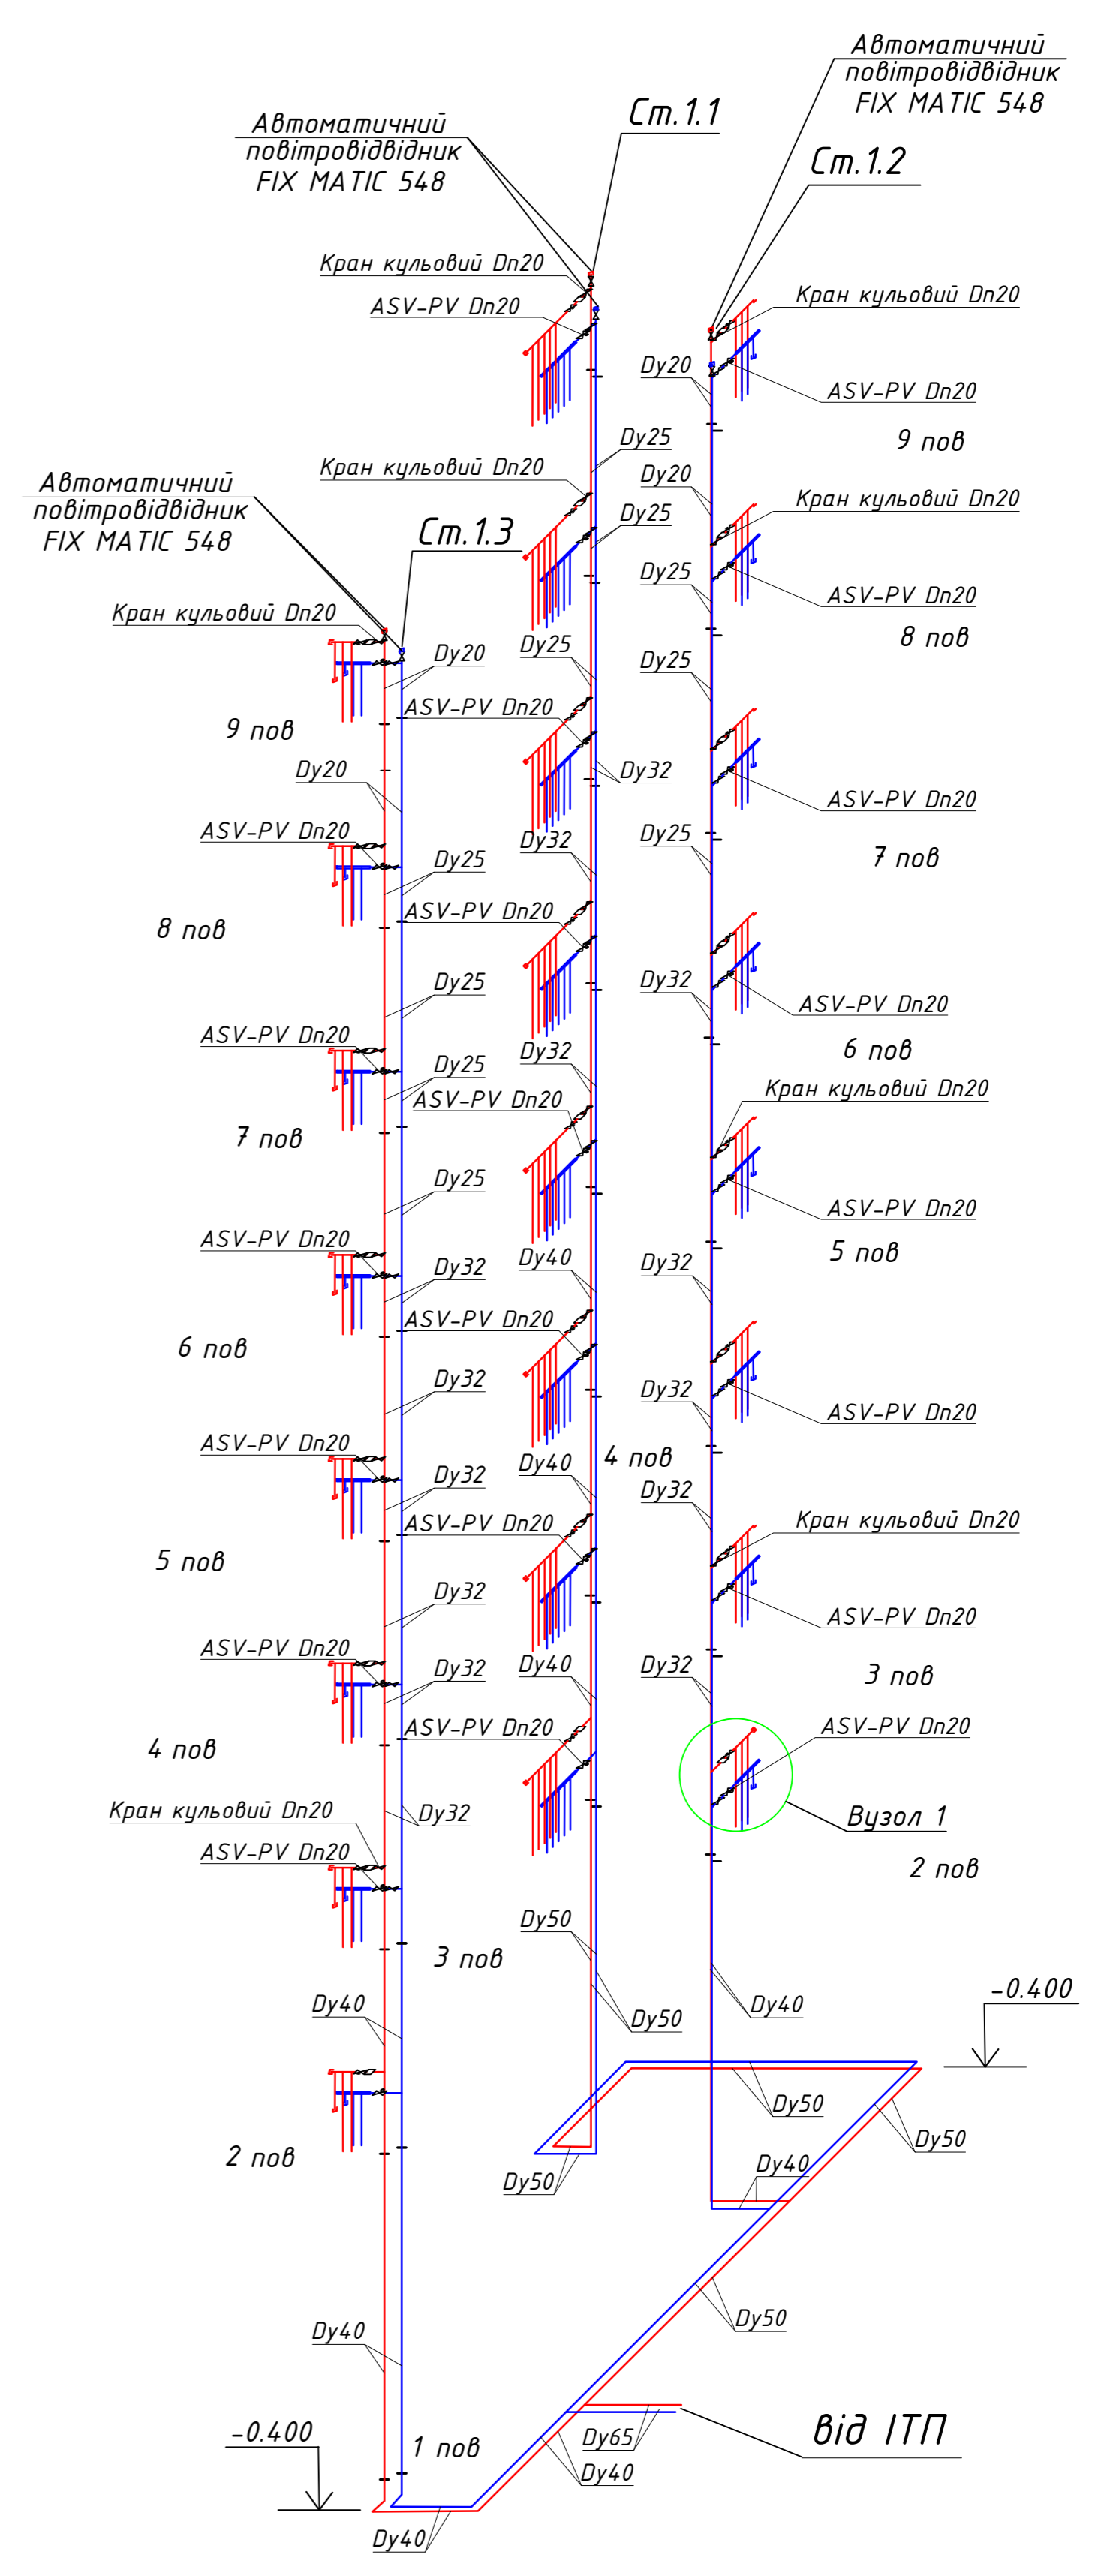 Автоматичний
повітровідвідник
FIX MATIC 548
Ст.1.1
Автоматичний
повітровідвідник
FIX MATIC 548
Ст.1.2
Кран кульовий Dn20
ASV-PV Dn20
Кран кульовий Dn20
Dy20
ASV-PV Dn20
9 пов
Dy25
Кран кульовий Dn20
Dy20
Автоматичний
повітровідвідник
FIX MATIC 548
Ст.1.3
Dy25
Кран кульовий Dn20
Dy25
ASV-PV Dn20
8 пов
Кран кульовий Dn20
Dy20
Dy25
Dy25
ASV-PV Dn20
9 пов
Dy20
Dy32
ASV-PV Dn20
ASV-PV Dn20
Dy25
Dy32
Dy25
7 пов
ASV-PV Dn20
8 пов
Dy25
Dy32
ASV-PV Dn20
6 пов
ASV-PV Dn20
Dy25
Dy32
Кран кульовий Dn20
ASV-PV Dn20
7 пов
Dy25
ASV-PV Dn20
5 пов
ASV-PV Dn20
Dy32
Dy40
Dy32
6 пов
ASV-PV Dn20
Dy32
Dy32
ASV-PV Dn20
ASV-PV Dn20
Dy32
Dy40
4 пов
Dy32
ASV-PV Dn20
Кран кульовий Dn20
5 пов
Dy32
ASV-PV Dn20
ASV-PV Dn20
Dy32
Dy40
Dy32
3 пов
4 пов
ASV-PV Dn20
ASV-PV Dn20
Кран кульовий Dn20
Dy32
Вузол 1
ASV-PV Dn20
2 пов
3 пов
Dy50
Dy40
Dy50
Dy40
-0.400
Dy50
Dy50
2 пов
Dy50
Dy40
Dy40
Dy50
-0.400
1 пов
Dy65
Dy40
від ІТП
Dy40